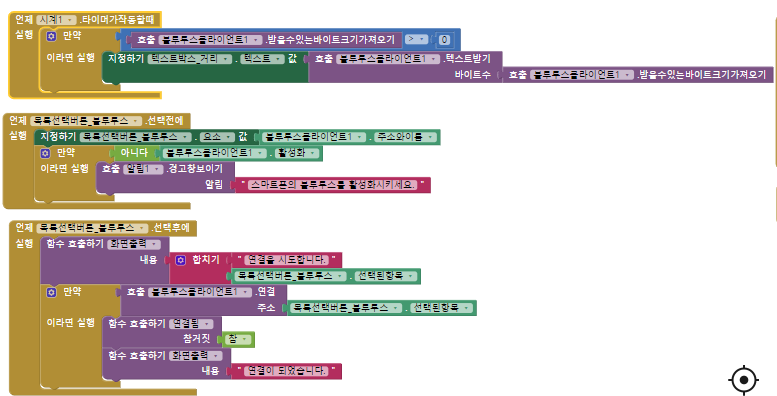 언제 시계1 .타이머가작동할때
실행 만약 호출 블루투스클라이언트1 .받을수있는바이트크기가져오기 > 0
이라면 실행 지정하기 텍스트박스_거리 . 텍스트 값 호출 블루투스클라이언트1 .텍스트받기
바이트수 호출 블루투스클라이언트1 .받을수있는바이트크기가져오기
언제 목록선택버튼_블루투스 .선택전에
실행 지정하기 목록선택버튼_블루투스 . 요소 값 블루투스클라이언트1 . 주소와이름
만약 아니다 블루투스클라이언트1 . 활성화
이라면 실행 호출 알림1 .경고창보이기
알림 " 스마트폰의 블루투스를 활성화시키세요. "
언제 목록선택버튼_블루투스 .선택후에
실행 함수 호출하기 화면출력
내용 합치기 " 연결을 시도합니다. "
목록선택버튼_블루투스 . 선택된항목
만약 호출 블루투스클라이언트1 .연결
주소 목록선택버튼_블루투스 . 선택된항목
이라면 실행 함수 호출하기 연결됨
참거짓 참
함수 호출하기 화면출력
내용 " 연결이 되었습니다. "